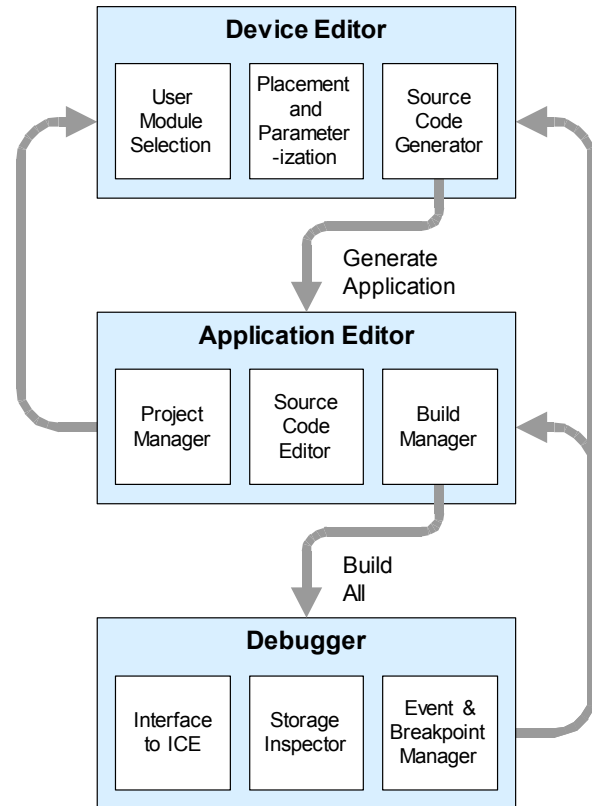 Device Editor
User
Module
Selection
Placement
and
Parameter
-ization
Source
Code
Generator
Generate
Application
Application Editor
Project
Manager
Source
Code
Editor
Build
Manager
Build
All
Debugger
Interface
to ICE
Storage
Inspector
Event &
Breakpoint
Manager